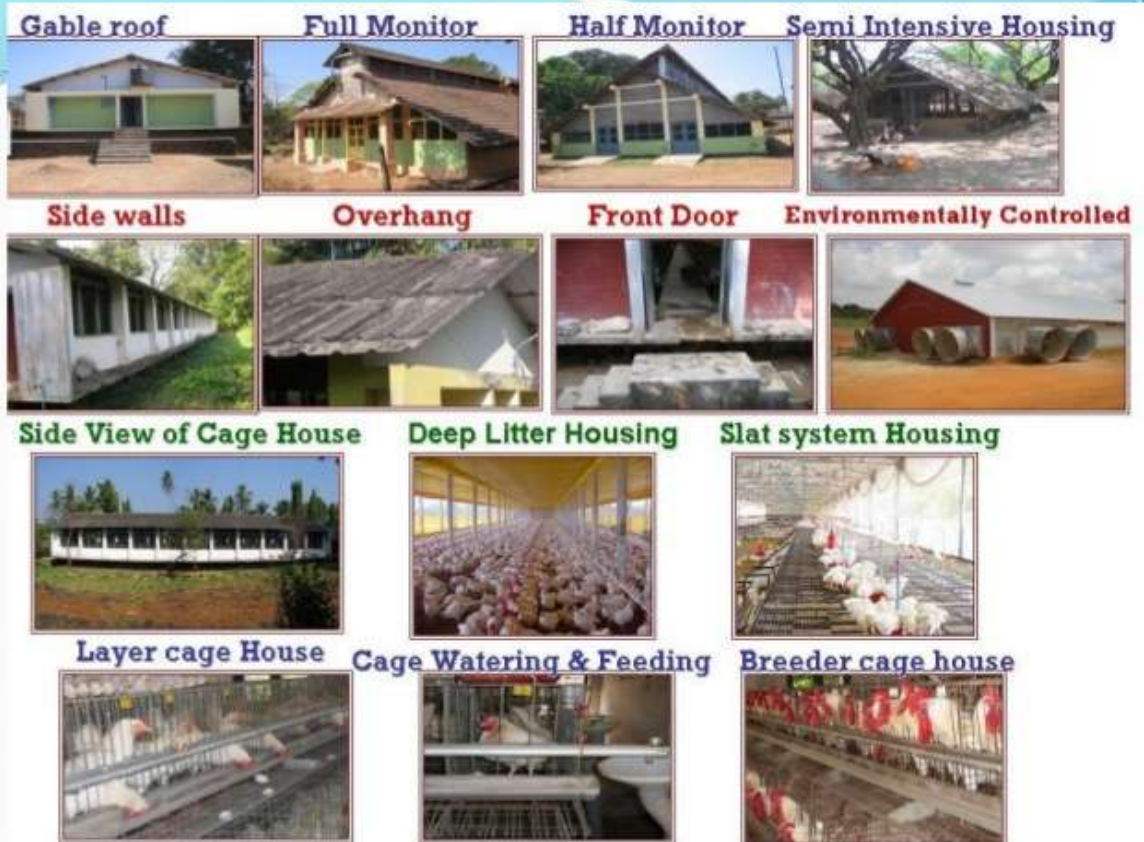 Gable roof Full Monitor Half Monitor Semi Intensive Housing
Side walls Overhang Front Door Environmentally Controlled
Side View of Cage House Deep Litter Housing Slat system Housing
Layer cage House Cage Watering & Feeding Breeder cage house